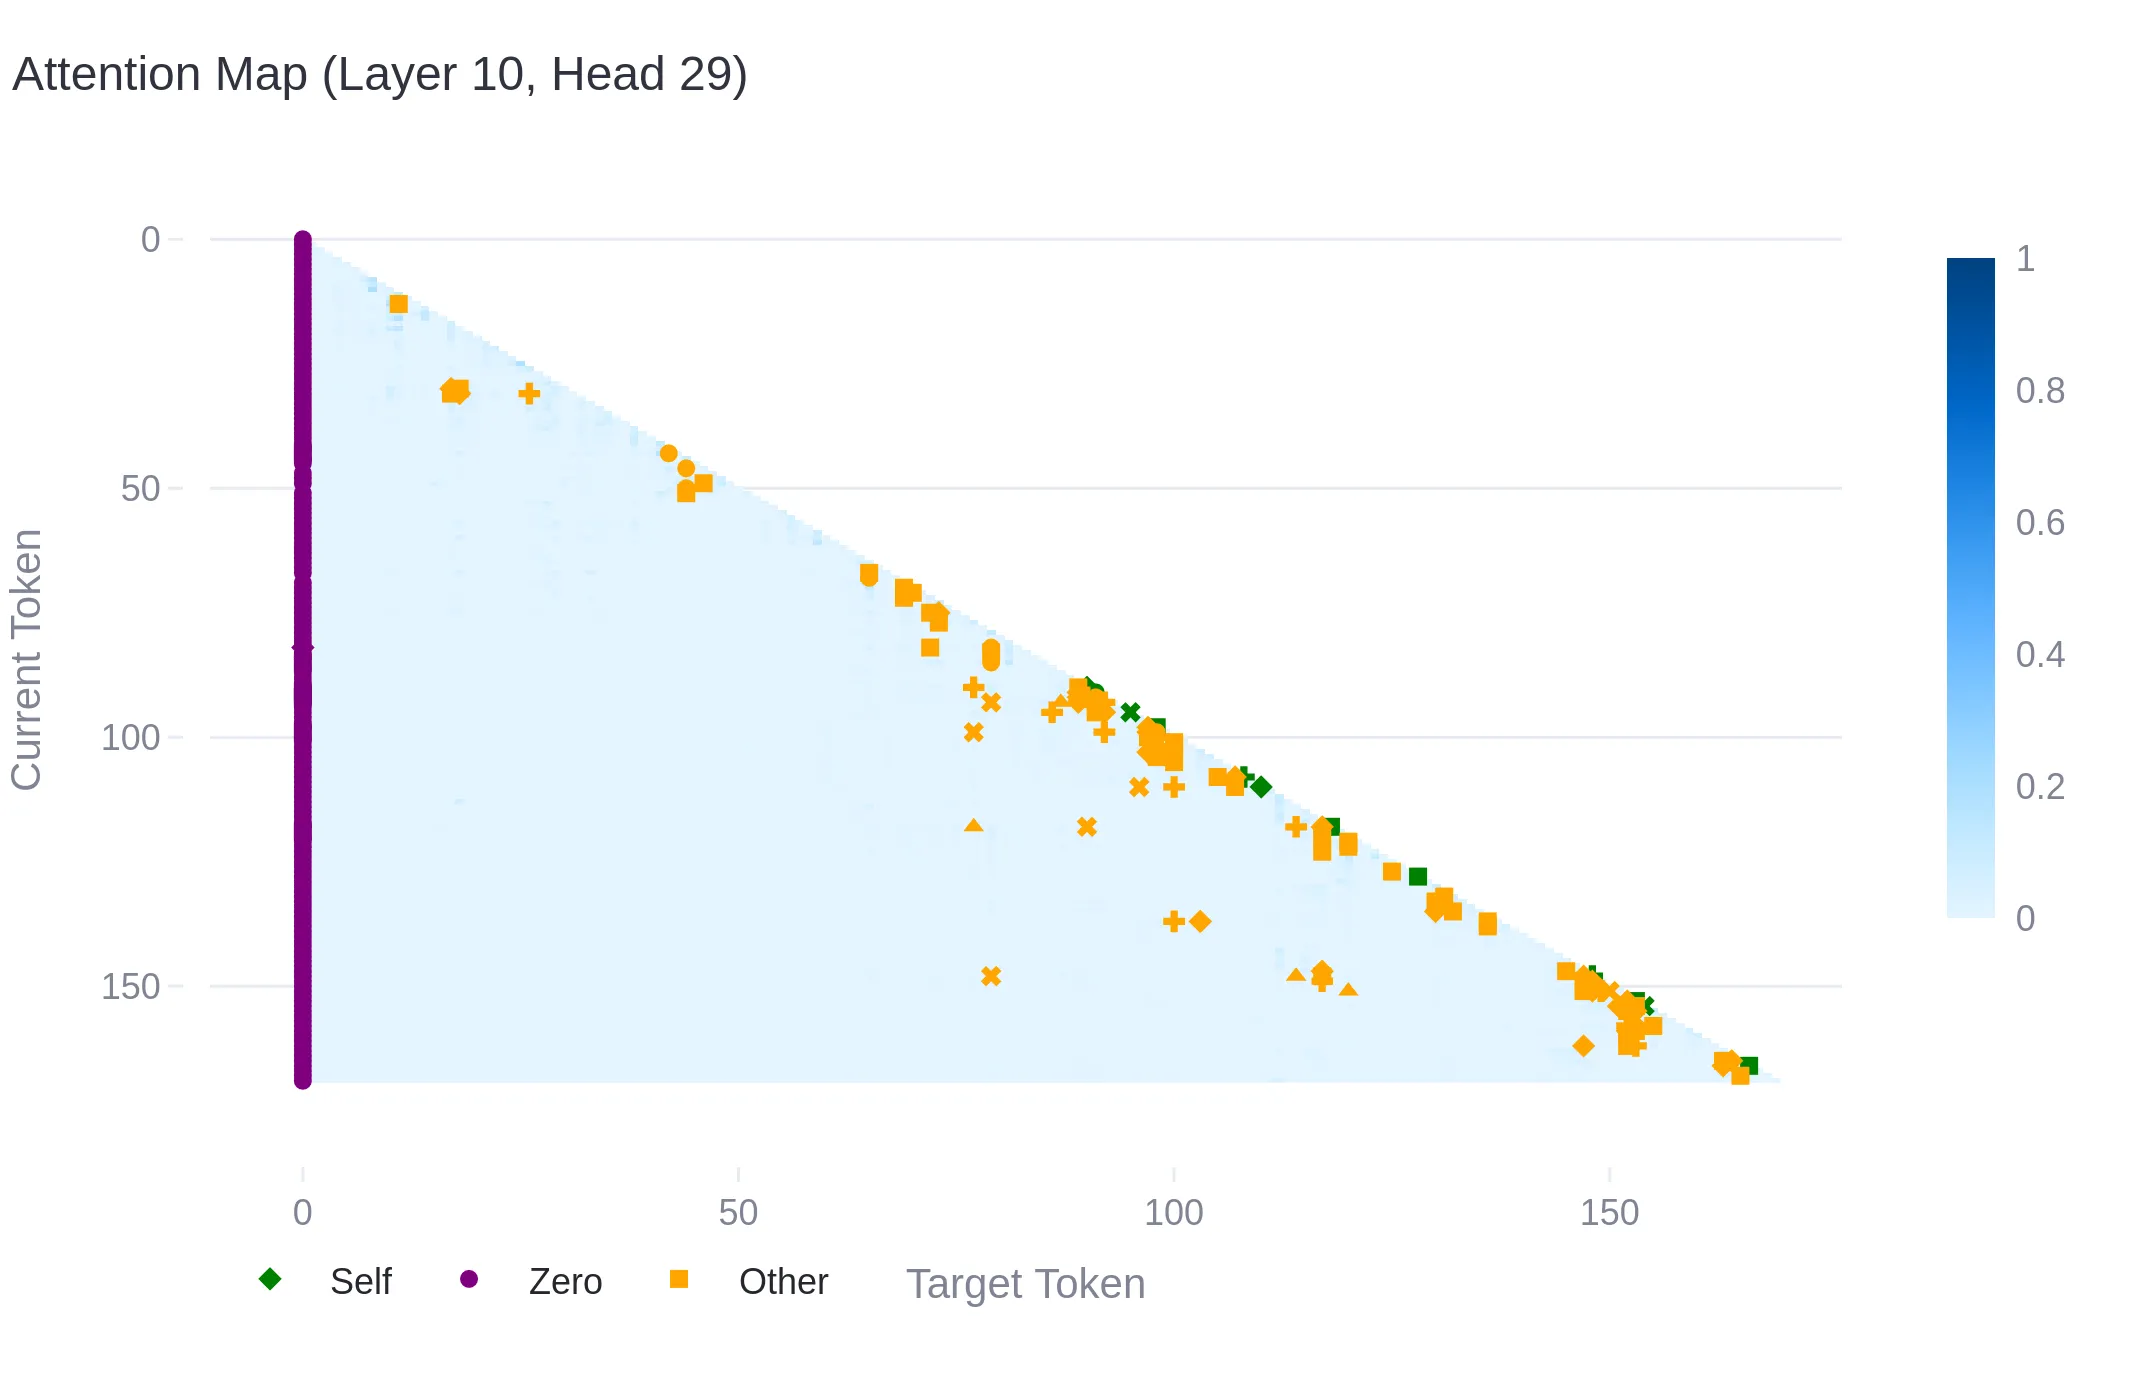 Attention Map (Layer 10, Head 29)
0
50
100
150
Current Token
1
0.8
0.6
0.4
0.2
0
0 50 100 150
Self Zero Other Target Token